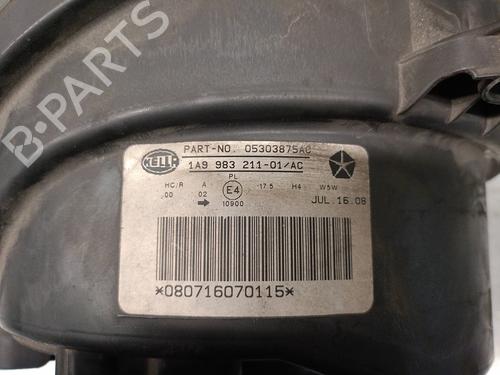 B-PARTS
PART-NO. 05303875AC
HELLA
1A9 983 211-01/AC
PL
HC/R A E4 -17.5 H4 W5W
00 02
10900
JUL.16.08
*080716070115*